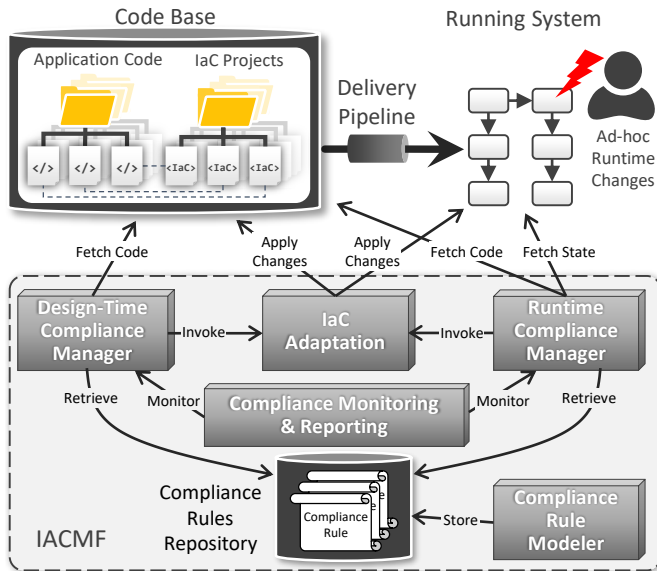 Code Base
Running System
Application Code
IaC Projects
</>
</>
</>
<IaC>
<IaC>
<IaC>
Delivery
Pipeline
Ad-hoc
Runtime
Changes
Fetch Code
Apply
Changes
Apply
Changes
Fetch Code
Fetch State
Design-Time
Compliance
Manager
Invoke
IaC
Adaptation
Invoke
Runtime
Compliance
Manager
Retrieve
Monitor
Compliance Monitoring
& Reporting
Monitor
Retrieve
Compliance
Rules
Repository
Compliance
Rule
Store
Compliance
Rule
Modeler
IACMF